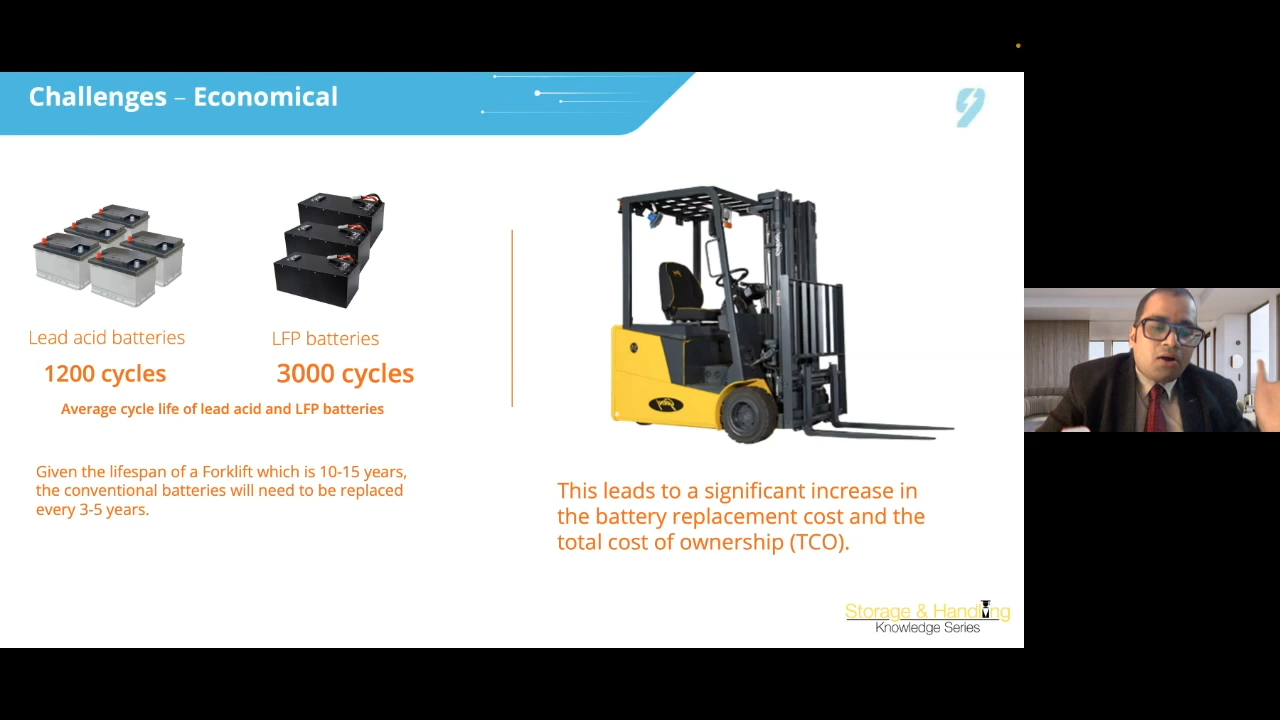 Challenges – Economical
Lead acid batteries
LFP batteries
1200 cycles
3000 cycles
Average cycle life of lead acid and LFP batteries
Given the lifespan of a Forklift which is 10-15 years,
the conventional batteries will need to be replaced
every 3-5 years.
This leads to a significant increase in
the battery replacement cost and the
total cost of ownership (TCO).
Storage & Handling
Knowledge Series